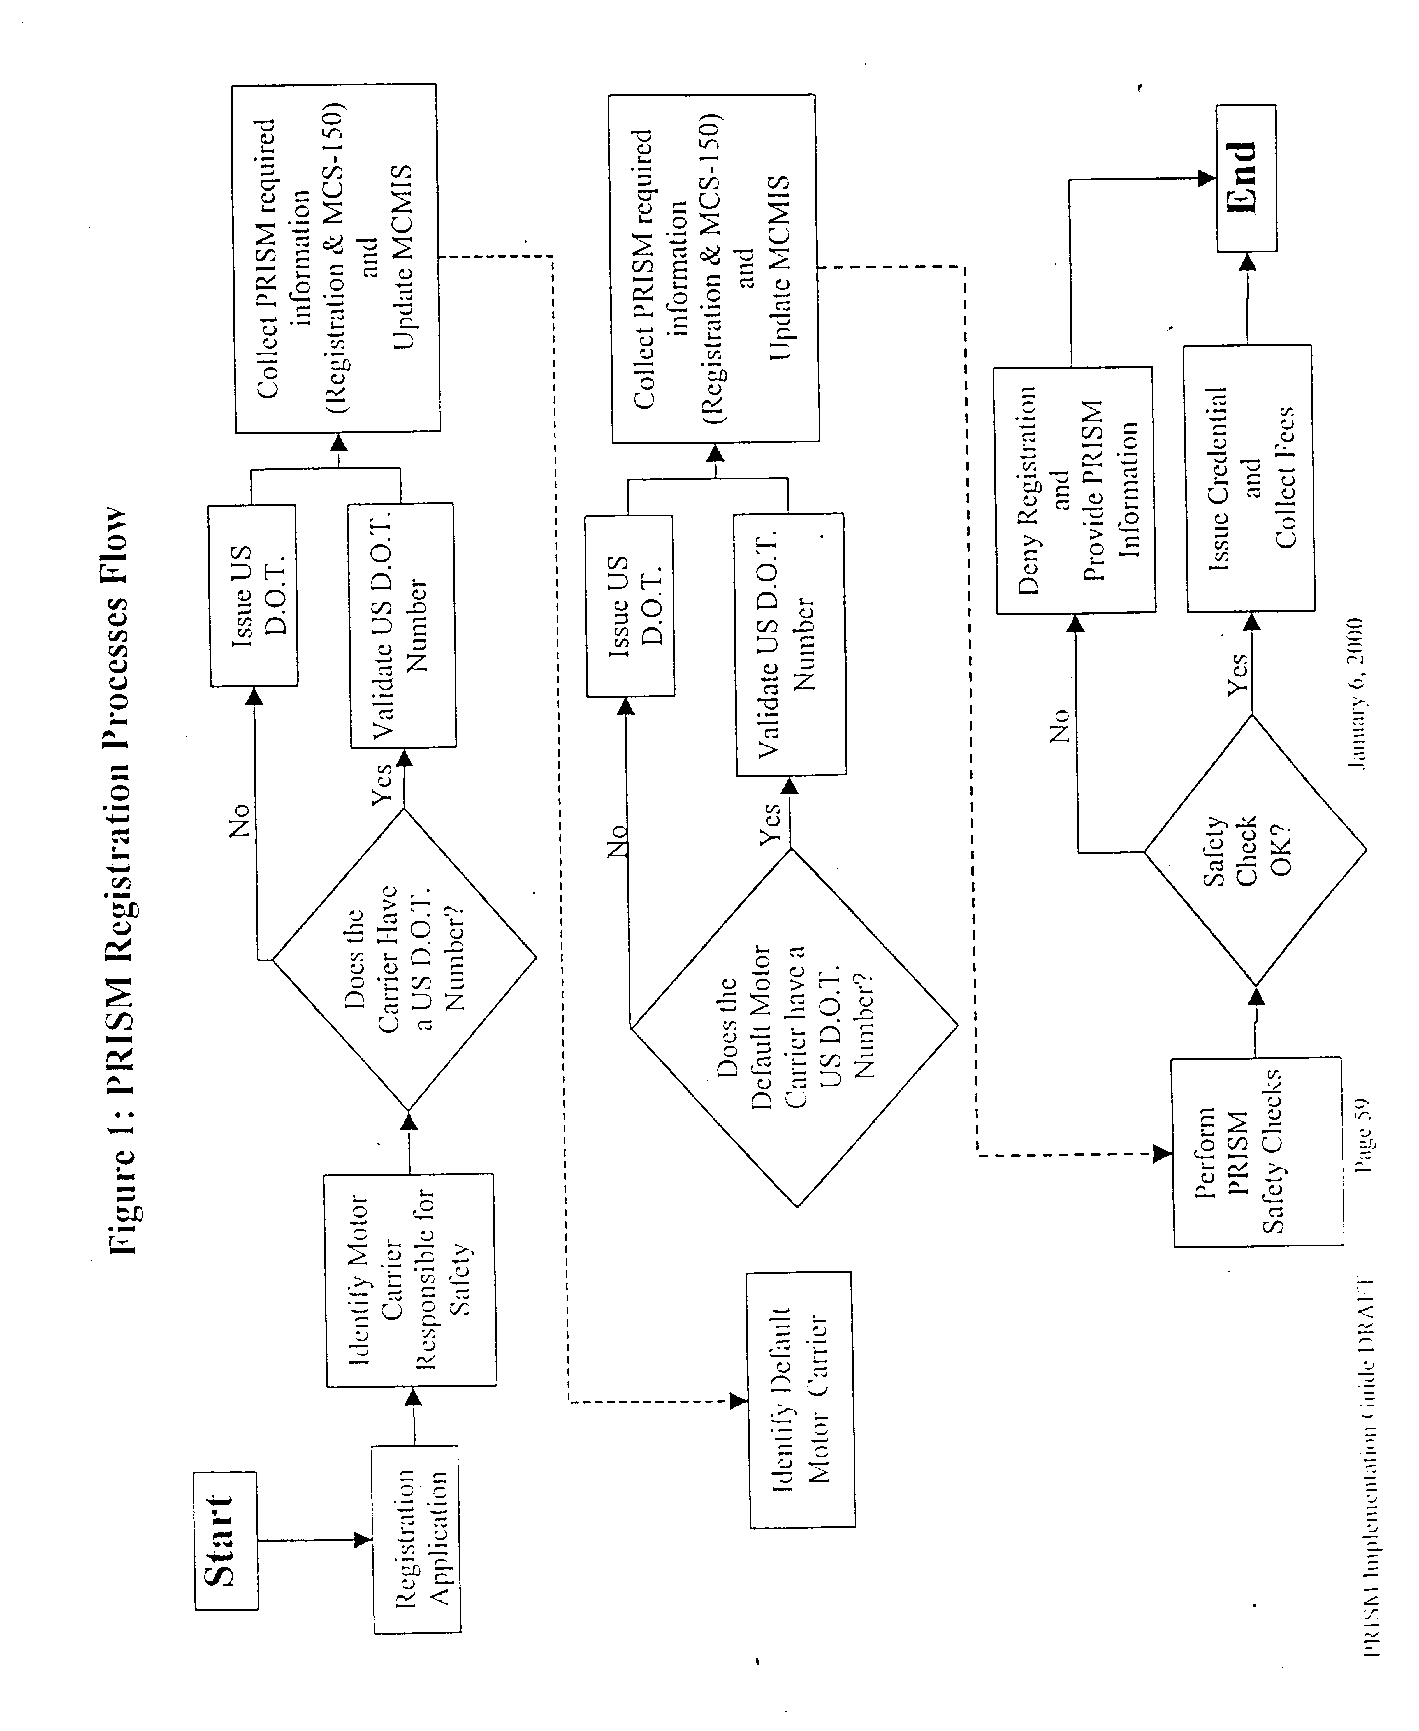 Figure 1: PRISM Registration Processes Flow
Start
Registration
Application
Identify Motor
Carrier
Responsible for
Safety
Does the
Carrier Have
a US D.O.T.
Number?
No
Yes
Issue US
D.O.T.
Validate US D.O.T.
Number
Collect PRISM required
information
(Registration & MCS-150)
and
Update MCMIS
Identify Default
Motor Carrier
Does the
Default Motor
Carrier have a
US D.O.T.
Number?
No
Yes
Issue US
D.O.T.
Validate US D.O.T.
Number
Collect PRISM required
information
(Registration & MCS-150)
and
Update MCMIS
Perform
PRISM
Safety Checks
Safety
Check
OK?
No
Yes
Deny Registration
and
Provide PRISM
Information
Issue Credential
and
Collect Fees
End
PRISM Implementation Guide DRAFT
Page 59
January 6, 2000